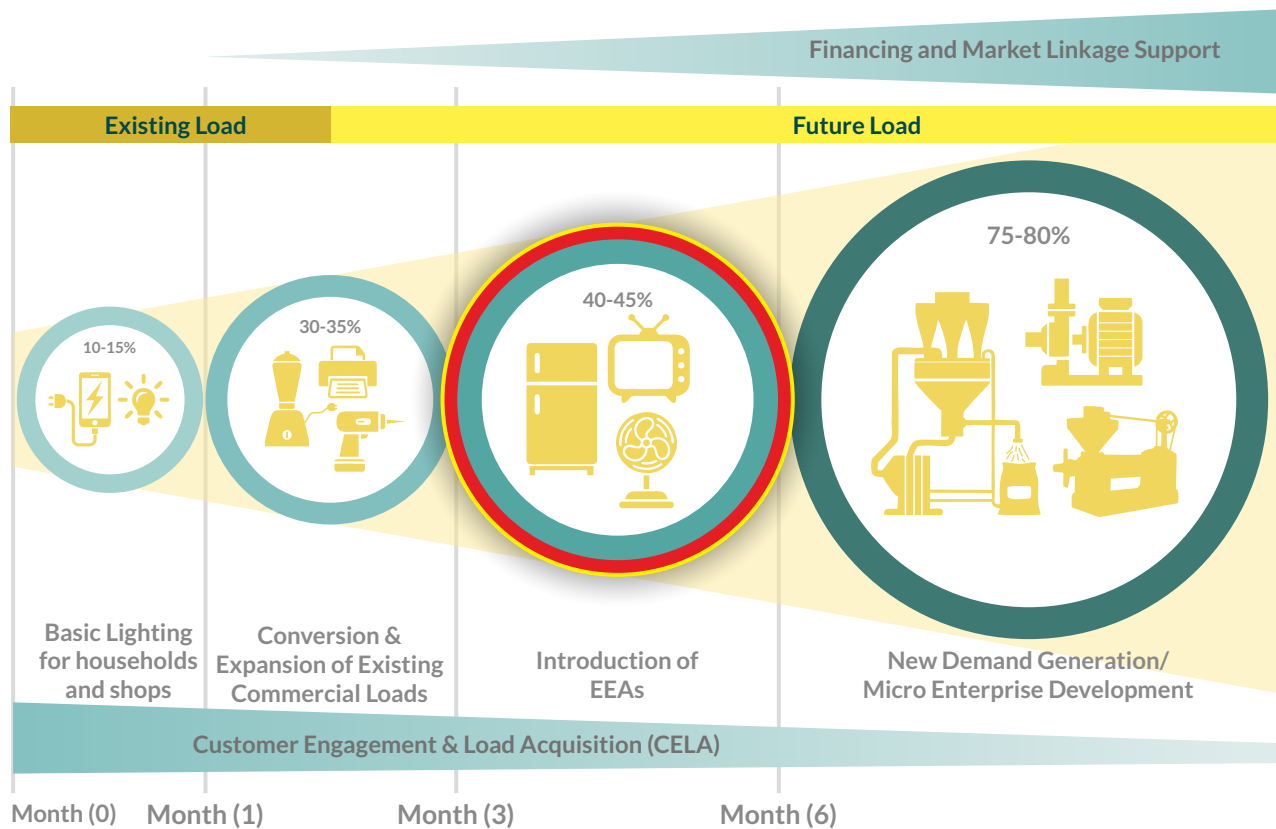 Financing and Market Linkage Support
Existing Load
Future Load
10-15%
30-35%
40-45%
75-80%
Basic Lighting
for households
and shops
Conversion &
Expansion of Existing
Commercial Loads
Introduction of
EEAs
New Demand Generation/
Micro Enterprise Development
Customer Engagement & Load Acquisition (CELA)
Month (0)
Month (1)
Month (3)
Month (6)